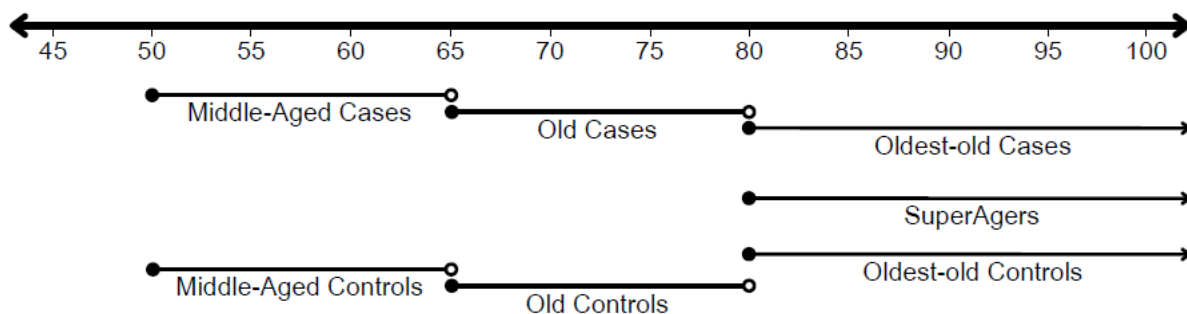 45 50 55 60 65 70 75 80 85 90 95 100
Middle-Aged Cases
Old Cases
Oldest-old Cases
SuperAgers
Oldest-old Controls
Middle-Aged Controls
Old Controls